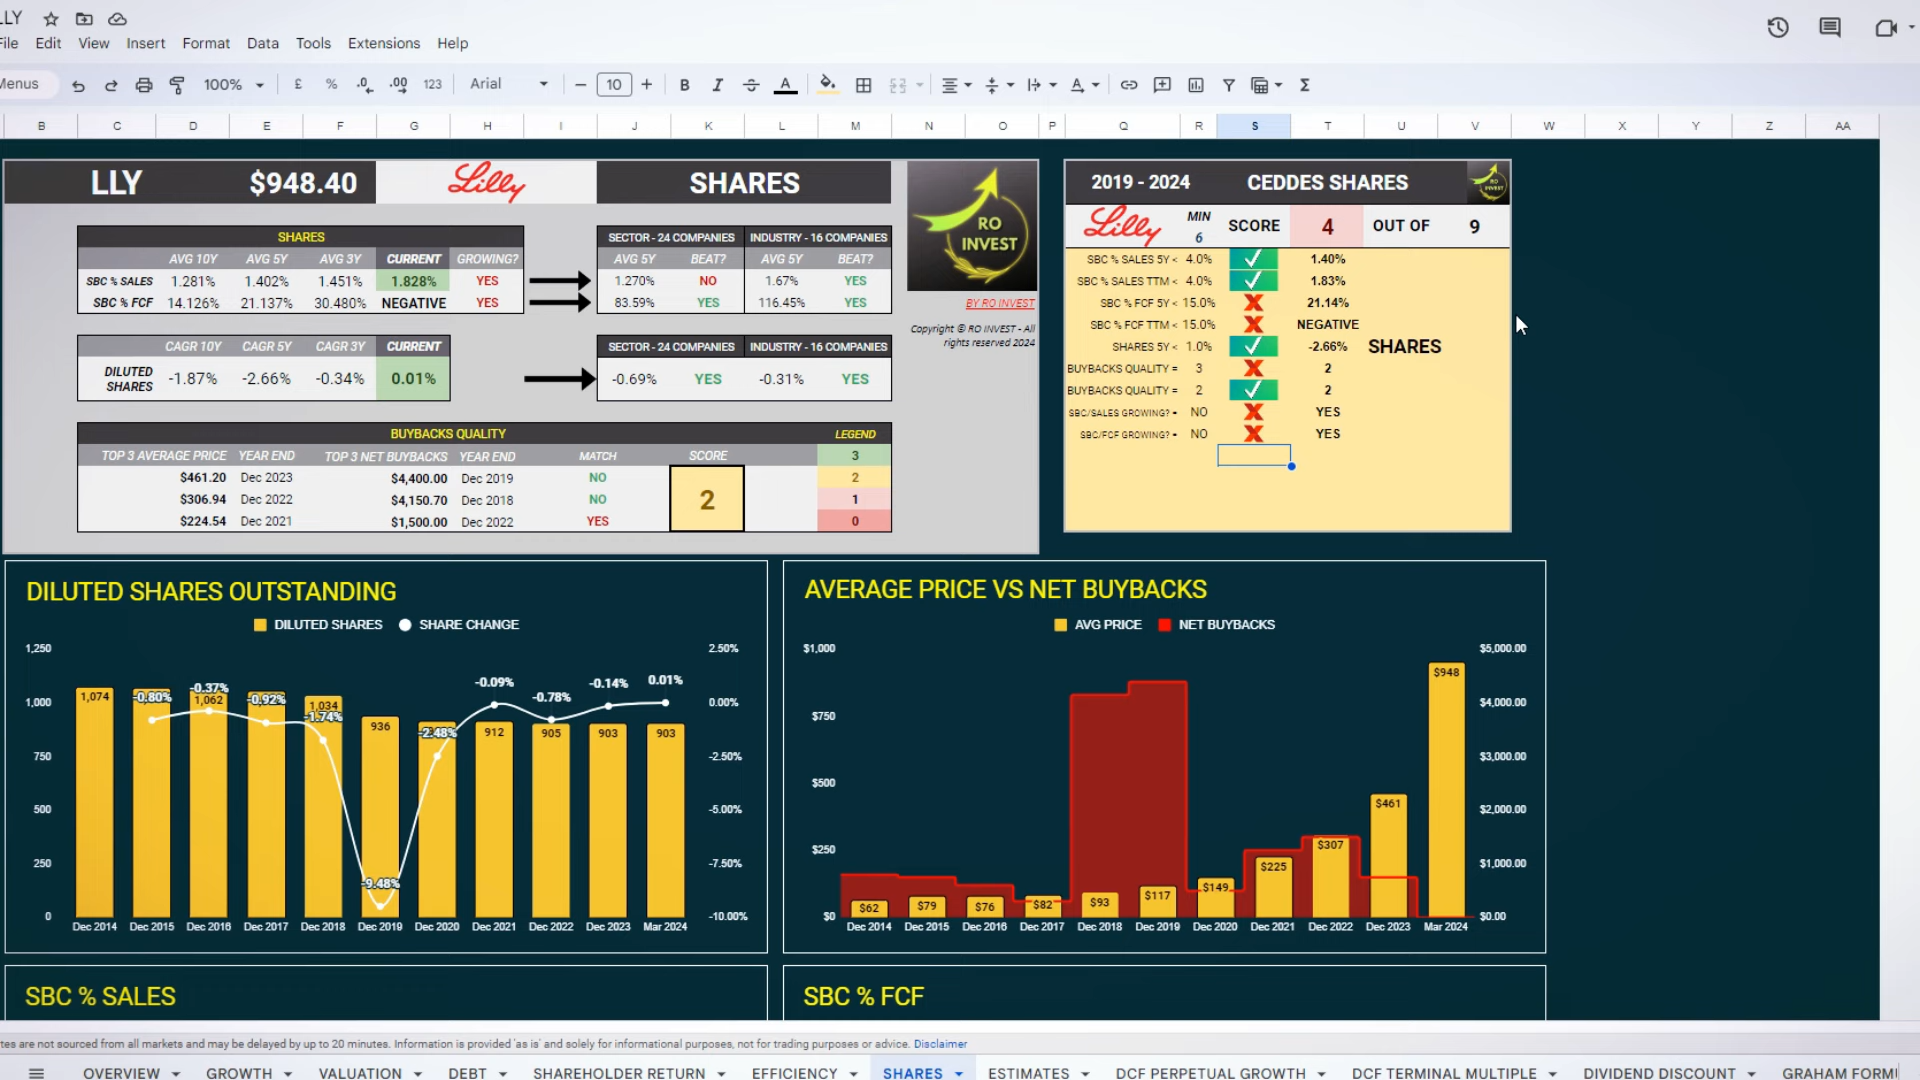 LLY
File Edit View Insert Format Data Tools Extensions Help
Menus 100% £ % .0 .00 123 Arial 10 B I A A Σ
B C D E F G H I J K L M N O P Q R S T U V W X Y Z AA
LLY $948.40 Lilly SHARES
RO INVEST
BY RO INVEST
Copyright © RO INVEST - All rights reserved 2024
SHARES
AVG 10Y AVG 5Y AVG 3Y CURRENT GROWING?
SBC % SALES 1.281% 1.402% 1.451% 1.828% YES
SBC % FCF 14.126% 21.137% 30.480% NEGATIVE YES
SECTOR - 24 COMPANIES INDUSTRY - 16 COMPANIES
AVG 5Y BEAT? AVG 5Y BEAT?
1.270% NO 1.67% YES
83.59% YES 116.45% YES
CAGR 10Y CAGR 5Y CAGR 3Y CURRENT
DILUTED SHARES -1.87% -2.66% -0.34% 0.01%
SECTOR - 24 COMPANIES INDUSTRY - 16 COMPANIES
-0.69% YES -0.31% YES
BUYBACKS QUALITY LEGEND
TOP 3 AVERAGE PRICE YEAR END TOP 3 NET BUYBACKS YEAR END MATCH SCORE 3
$461.20 Dec 2023 $4,400.00 Dec 2019 NO 2
$306.94 Dec 2022 $4,150.70 Dec 2018 NO 2 1
$224.54 Dec 2021 $1,500.00 Dec 2022 YES 0
2019 - 2024 CEDDES SHARES RO INVEST
Lilly MIN 6 SCORE 4 OUT OF 9
SBC % SALES 5Y < 4.0% 1.40%
SBC % SALES TTM < 4.0% 1.83%
SBC % FCF 5Y < 15.0% 21.14%
SBC % FCF TTM < 15.0% NEGATIVE
SHARES 5Y < 1.0% -2.66% SHARES
BUYBACKS QUALITY = 3 2
BUYBACKS QUALITY = 2 2
SBC/SALES GROWING? = NO YES
SBC/FCF GROWING? = NO YES
DILUTED SHARES OUTSTANDING
DILUTED SHARES SHARE CHANGE
1,250 1,000 750 500 250 0
2.50% 0.00% -2.50% -5.00% -7.50% -10.00%
1,074 1,062 1,034 936 912 905 903 903
-0.80% -0.37% -0.92% -1.74% -9.48% -2.48% -0.09% -0.78% -0.14% 0.01%
Dec 2014 Dec 2015 Dec 2016 Dec 2017 Dec 2018 Dec 2019 Dec 2020 Dec 2021 Dec 2022 Dec 2023 Mar 2024
AVERAGE PRICE VS NET BUYBACKS
AVG PRICE NET BUYBACKS
$1,000 $750 $500 $250 $0
$5,000.00 $4,000.00 $3,000.00 $2,000.00 $1,000.00 $0.00
$62 $79 $76 $82 $93 $117 $149 $225 $307 $461 $948
Dec 2014 Dec 2015 Dec 2016 Dec 2017 Dec 2018 Dec 2019 Dec 2020 Dec 2021 Dec 2022 Dec 2023 Mar 2024
SBC % SALES
SBC % FCF
tes are not sourced from all markets and may be delayed by up to 20 minutes. Information is provided 'as is' and solely for informational purposes, not for trading purposes or advice. Disclaimer
OVERVIEW GROWTH VALUATION DEBT SHAREHOLDER RETURN EFFICIENCY SHARES ESTIMATES DCF PERPETUAL GROWTH DCF TERMINAL MULTIPLE DIVIDEND DISCOUNT GRAHAM FORM